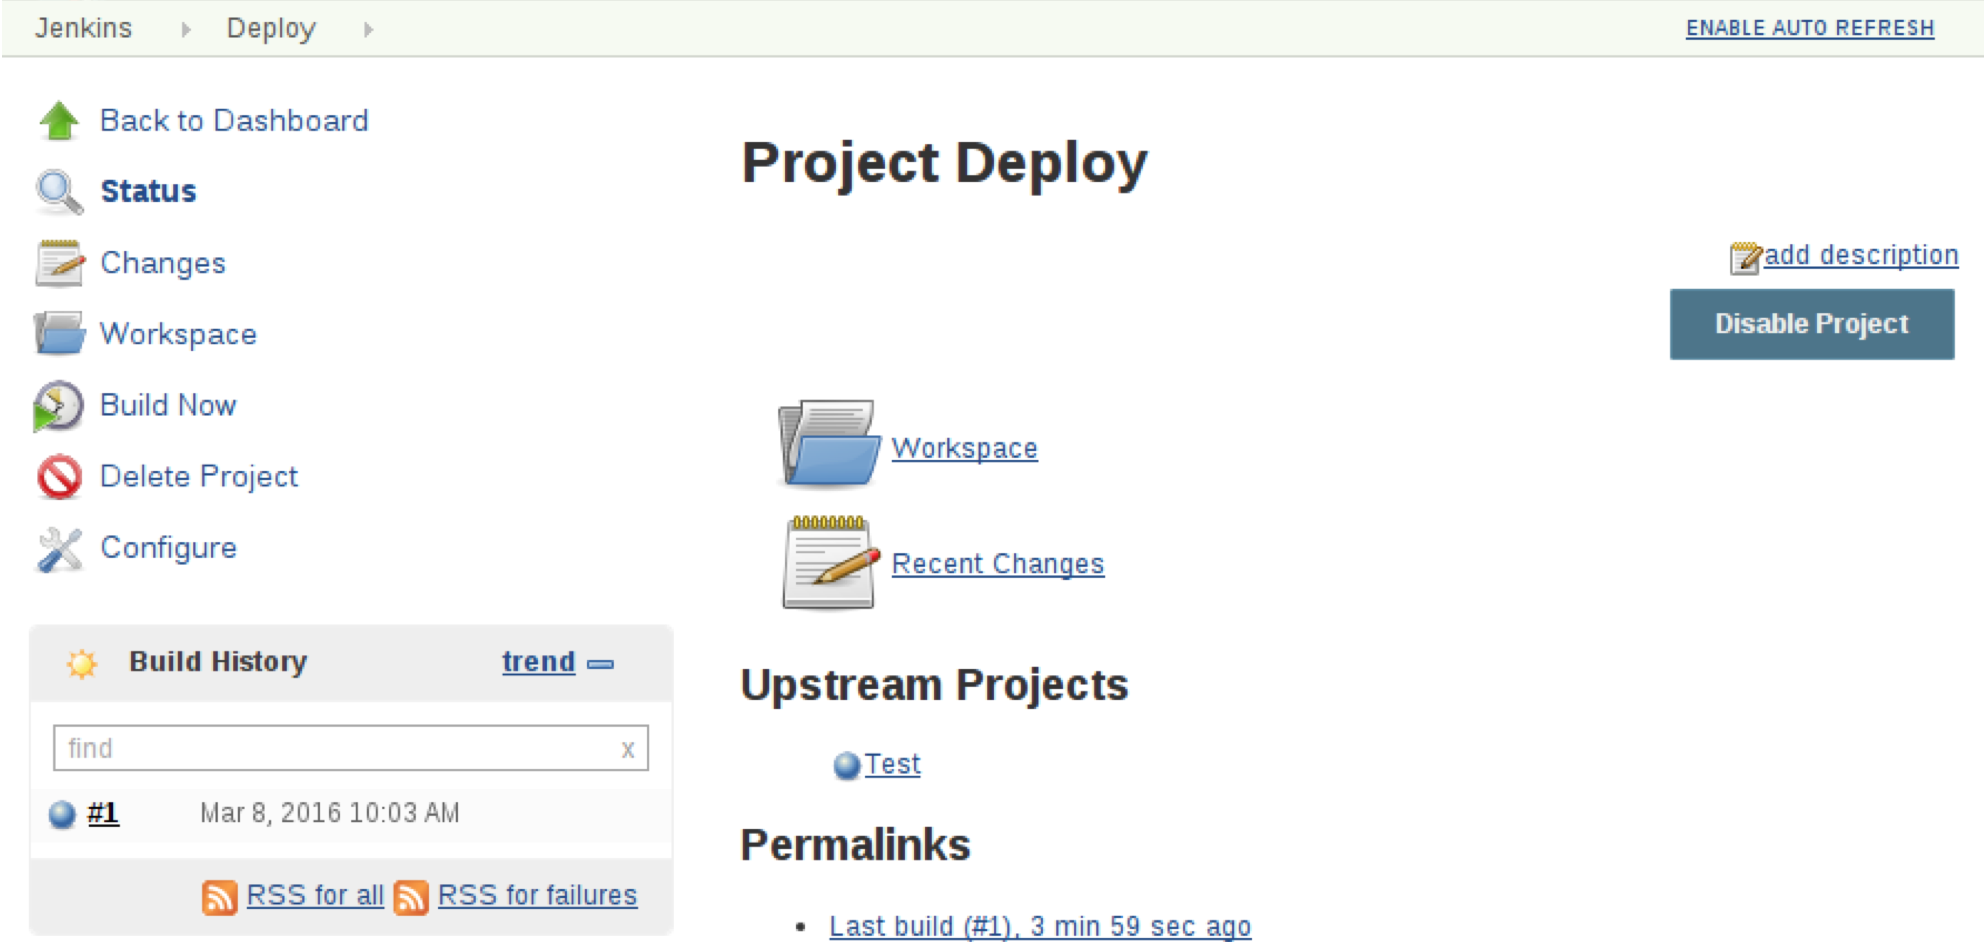 Jenkins Deploy ENABLE AUTO REFRESH
Back to Dashboard
Status
Changes
Workspace
Build Now
Delete Project
Configure
Build History trend
find x
#1 Mar 8, 2016 10:03 AM
RSS for all RSS for failures
Project Deploy
add description
Disable Project
Workspace
Recent Changes
Upstream Projects
Test
Permalinks
• Last build (#1), 3 min 59 sec ago